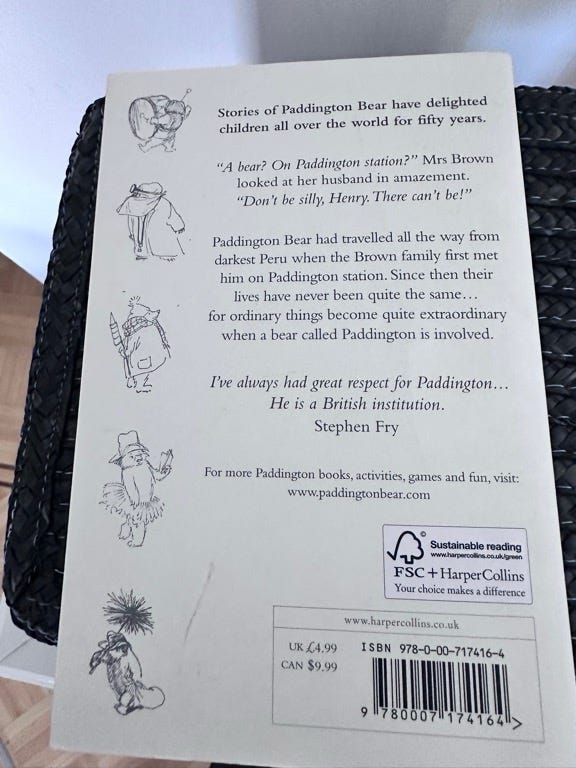 Stories of Paddington Bear have delighted
children all over the world for fifty years.
“A bear? On Paddington station?” Mrs Brown
looked at her husband in amazement.
“Don’t be silly, Henry. There can’t be!”
Paddington Bear had travelled all the way from
darkest Peru when the Brown family first met
him on Paddington station. Since then their
lives have never been quite the same…
for ordinary things become quite extraordinary
when a bear called Paddington is involved.
I’ve always had great respect for Paddington…
He is a British institution.
Stephen Fry
For more Paddington books, activities, games and fun, visit:
www.paddingtonbear.com
©
Sustainable reading
www.harpercollins.co.uk/green
FSC + HarperCollins
Your choice makes a difference
www.harpercollins.co.uk
UK £4.99
CAN $9.99
ISBN 978-0-00-717416-4
9 780007 174164 >